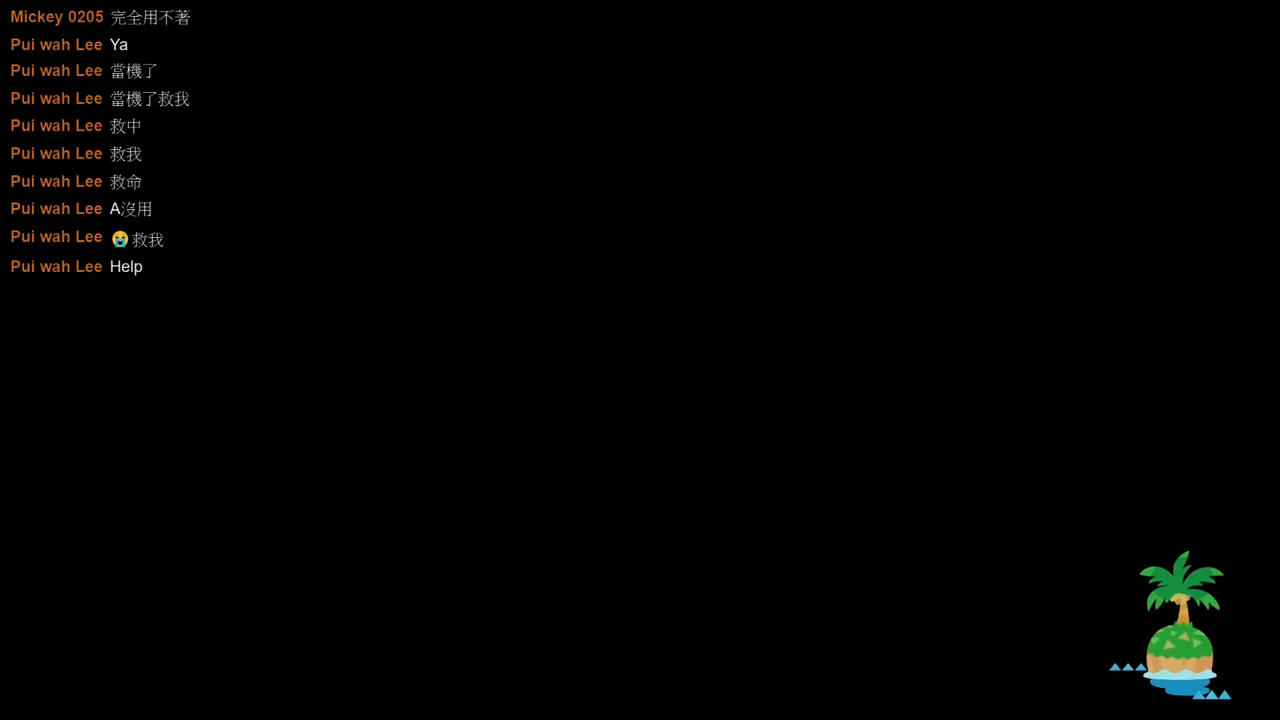 Mickey 0205 完全用不著
Pui wah Lee Ya
Pui wah Lee 當機了
Pui wah Lee 當機了救我
Pui wah Lee 救中
Pui wah Lee 救我
Pui wah Lee 救命
Pui wah Lee A沒用
Pui wah Lee 😭救我
Pui wah Lee Help